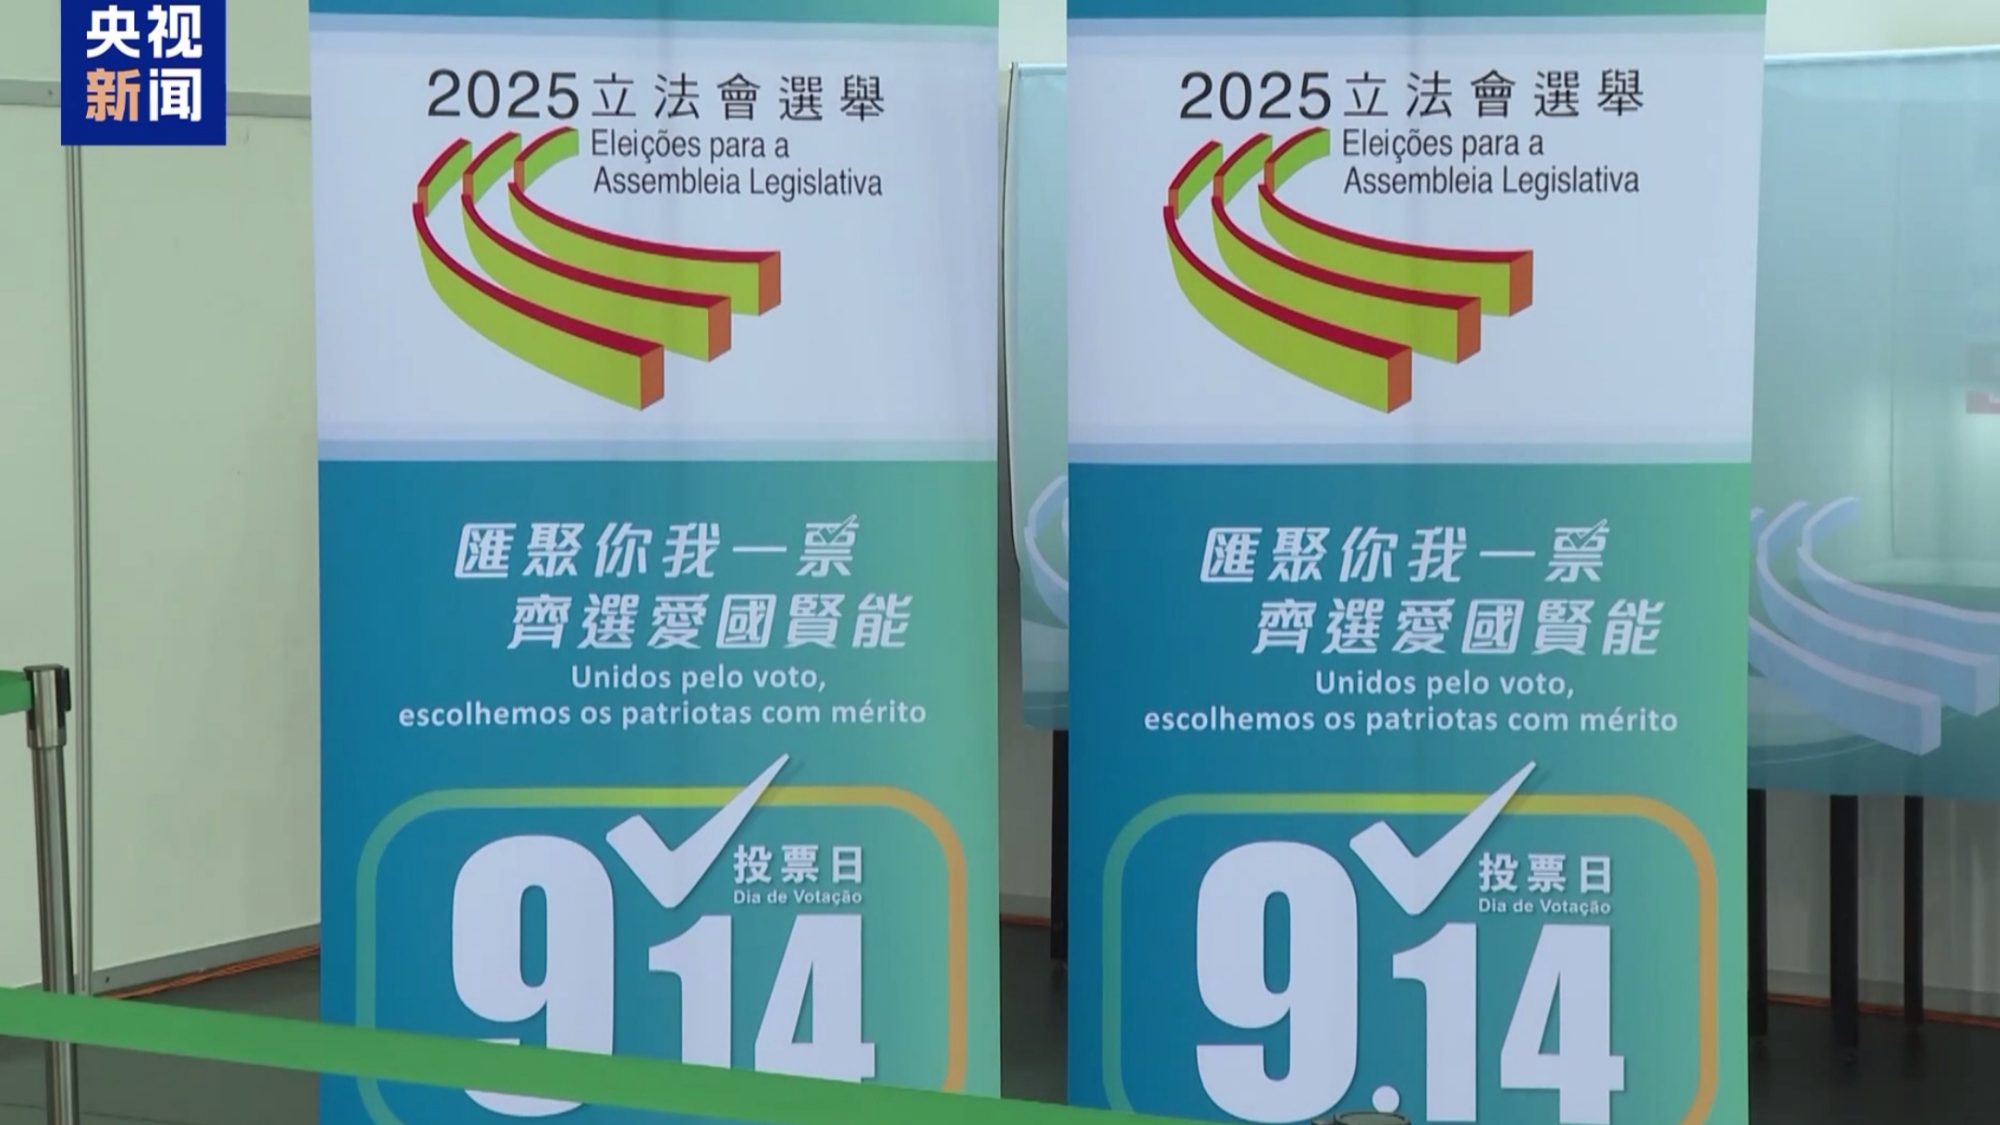 央视
新闻
2025立法會選舉
Eleições para a
Assembleia Legislativa
匯聚你我一票
齊選愛國賢能
Unidos pelo voto,
escolhemos os patriotas com mérito
投票日
Dia de Votação
9.14
2025立法會選舉
Eleições para a
Assembleia Legislativa
匯聚你我一票
齊選愛國賢能
Unidos pelo voto,
escolhemos os patriotas com mérito
投票日
Dia de Votação
9.14